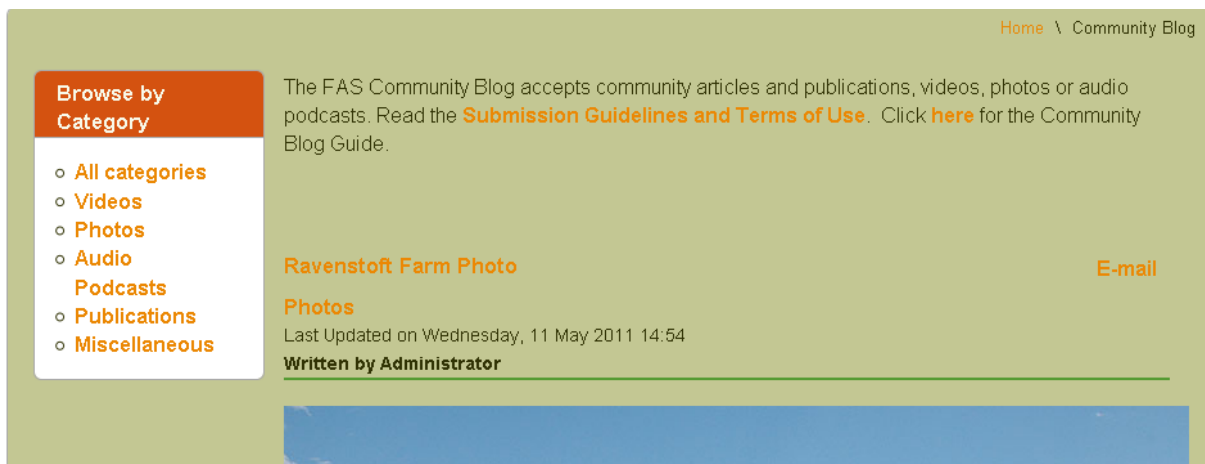 Home \ Community Blog
Browse by
Category
All categories
Videos
Photos
Audio
Podcasts
Publications
Miscellaneous
The FAS Community Blog accepts community articles and publications, videos, photos or audio
podcasts. Read the Submission Guidelines and Terms of Use.  Click here for the Community
Blog Guide.
Ravenstoft Farm Photo
E-mail
Photos
Last Updated on Wednesday, 11 May 2011 14:54
Written by Administrator